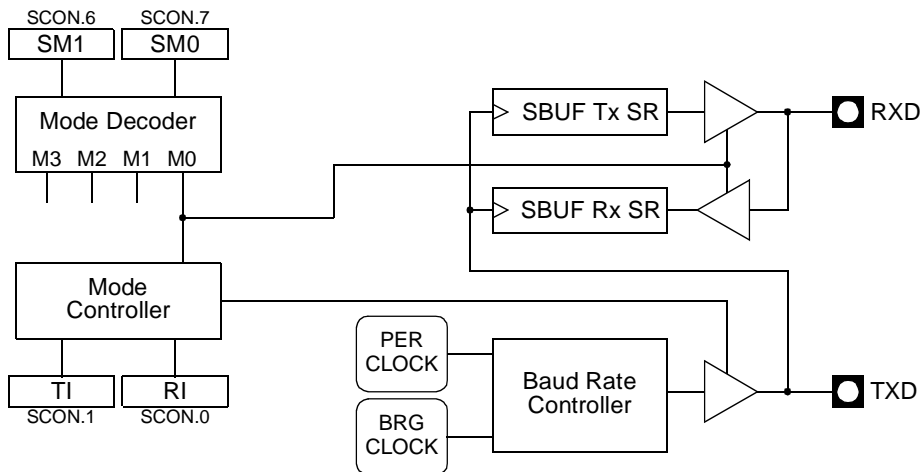 SCON.6 SCON.7
SM1 SM0
Mode Decoder
M3 M2 M1 M0
SBUF Tx SR
RXD
SBUF Rx SR
Mode
Controller
TI RI
SCON.1 SCON.0
PER
CLOCK
BRG
CLOCK
Baud Rate
Controller
TXD